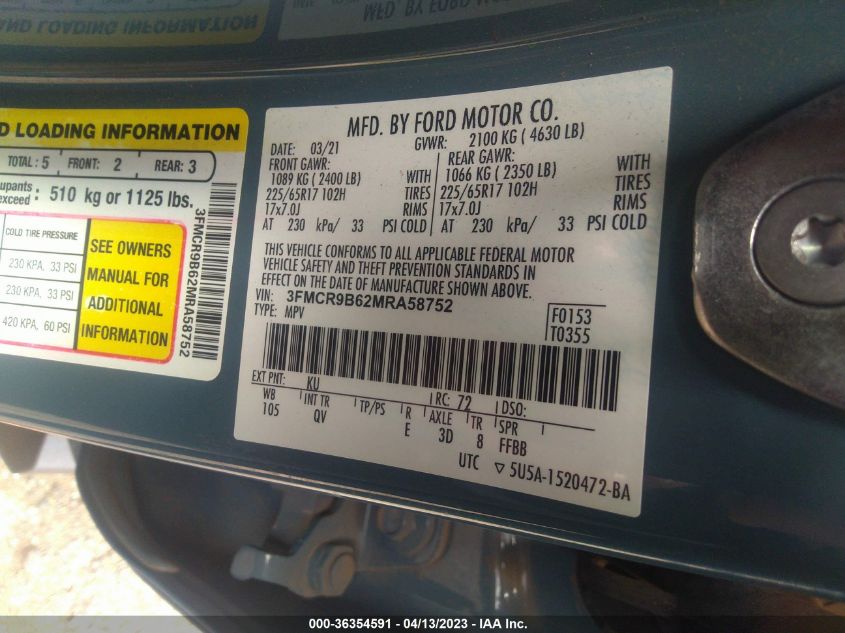 D LOADING INFORMATION
TOTAL: 5 FRONT: 2 REAR: 3
upants
exceed : 510 kg or 1125 lbs.
COLD TIRE PRESSURE
230 KPA, 33 PSI
230 KPA, 33 PSI
420 KPA, 60 PSI
SEE OWNERS
MANUAL FOR
ADDITIONAL
INFORMATION
3FMCR9B62MRA58752
MFD. BY FORD MOTOR CO.
DATE: 03/21 GVWR: 2100 KG ( 4630 LB)
FRONT GAWR: REAR GAWR:
1089 KG ( 2400 LB) WITH 1066 KG ( 2350 LB) WITH
225/65R17 102H TIRES 225/65R17 102H TIRES
17x7.0J RIMS 17x7.0J RIMS
AT 230 kPa/ 33 PSI COLD AT 230 kPa/ 33 PSI COLD
THIS VEHICLE CONFORMS TO ALL APPLICABLE FEDERAL MOTOR
VEHICLE SAFETY AND THEFT PREVENTION STANDARDS IN
EFFECT ON THE DATE OF MANUFACTURE SHOWN ABOVE.
VIN: 3FMCR9B62MRA58752
TYPE: MPV
F0153
T0355
EXT PNT: KU RC: 72 DSO:
WB INT TR TP/PS R AXLE TR SPR
105 QV E 3D 8 FFBB
UTC ▽ 5U5A-1520472-BA
000-36354591 - 04/13/2023 - IAA Inc.